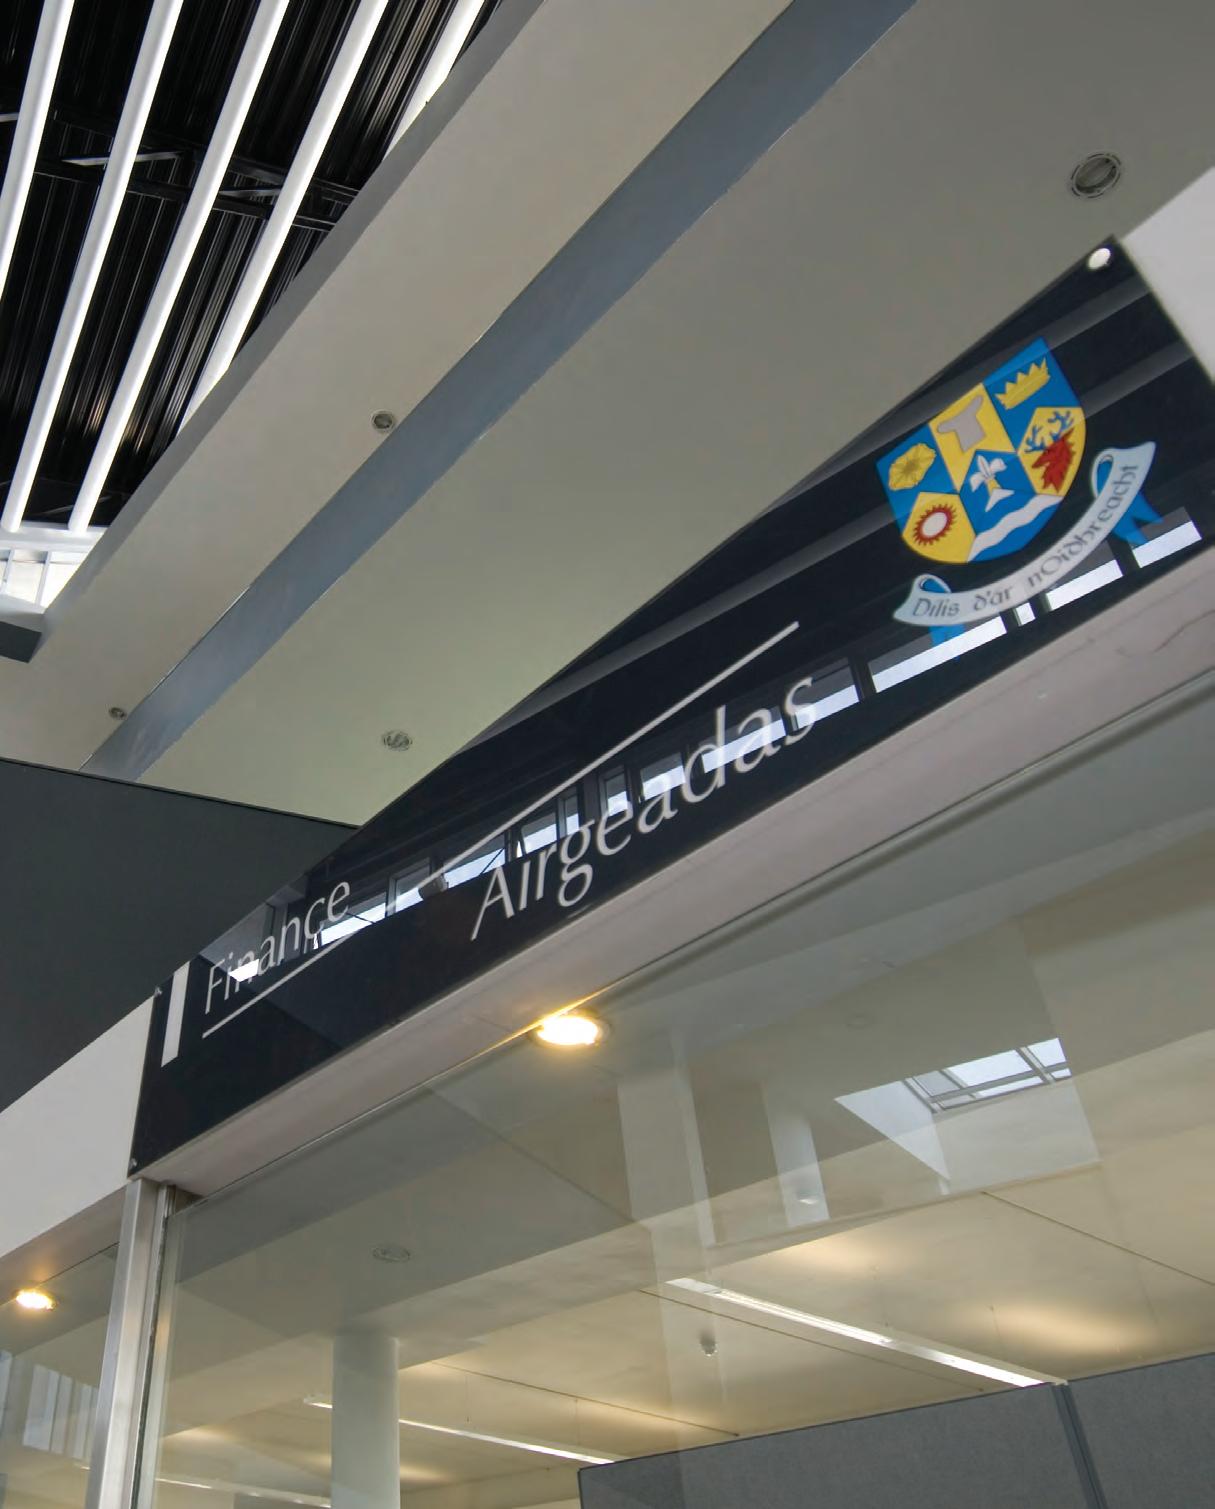 Finance
Airgeadas
Dílis d'ár nOidhreacht